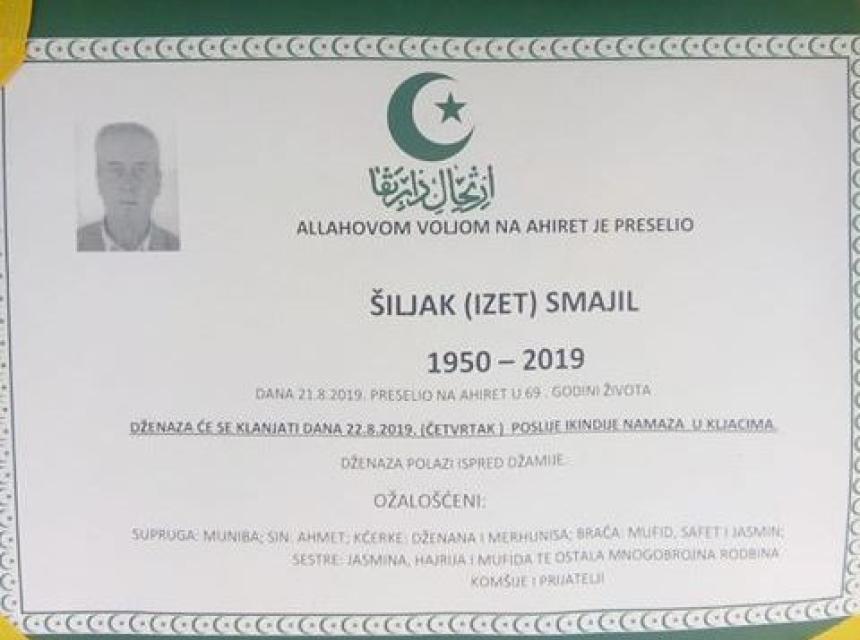 ارتحال دار بقا
ALLAHOVOM VOLJOM NA AHIRET JE PRESELIO
ŠILJAK (IZET) SMAJIL
1950 – 2019
DANA 21.8.2019. PRESELIO NA AHIRET U 69 . GODINI ŽIVOTA
DŽENAZA ĆE SE KLANJATI DANA 22.8.2019. (ČETVRTAK ) POSLIJE IKINDIJE NAMAZA U KLJACIMA.
DŽENAZA POLAZI ISPRED DŽAMIJE.
OŽALOŠĆENI:
SUPRUGA: MUNIBA; SIN: AHMET; KČERKE: DŽENANA I MERHUNISA; BRAĆA: MUFID, SAFET I JASMIN;
SESTRE: JASMINA, HAJRIJA I MUFIDA TE OSTALA MNOGOBROJNA RODBINA
KOMŠIJE I PRIJATELJI